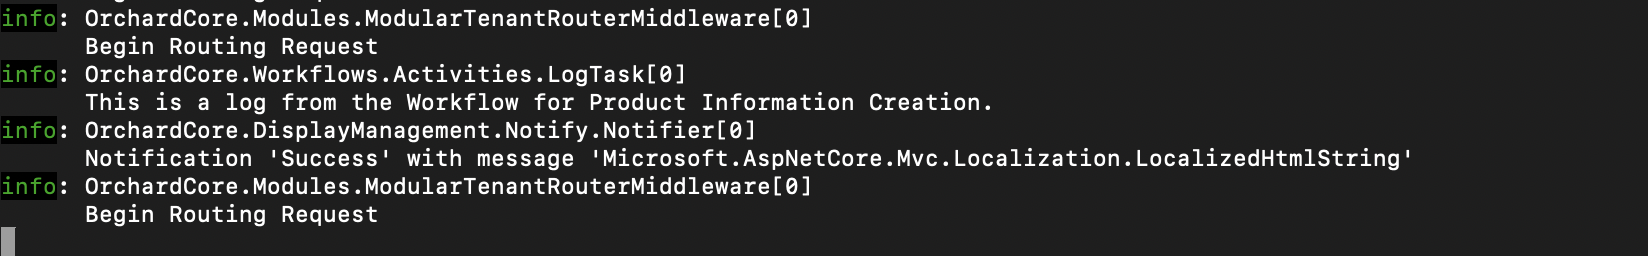 info: OrchardCore.Modules.ModularTenantRouterMiddleware[0]
Begin Routing Request
info: OrchardCore.Workflows.Activities.LogTask[0]
This is a log from the Workflow for Product Information Creation.
info: OrchardCore.DisplayManagement.Notify.Notifier[0]
Notification 'Success' with message 'Microsoft.AspNetCore.Mvc.Localization.LocalizedHtmlString'
info: OrchardCore.Modules.ModularTenantRouterMiddleware[0]
Begin Routing Request